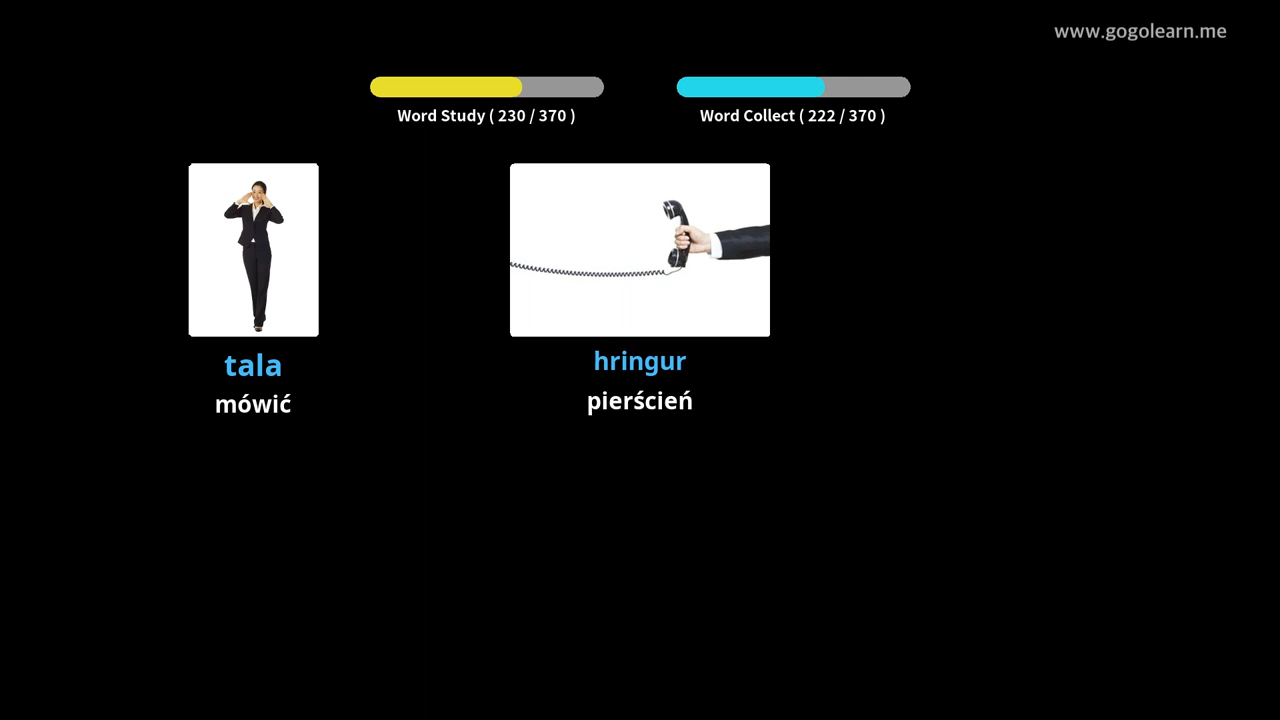 www.gogolearn.me
Word Study ( 230 / 370 )
Word Collect ( 222 / 370 )
tala
mówić
hringur
pierścień